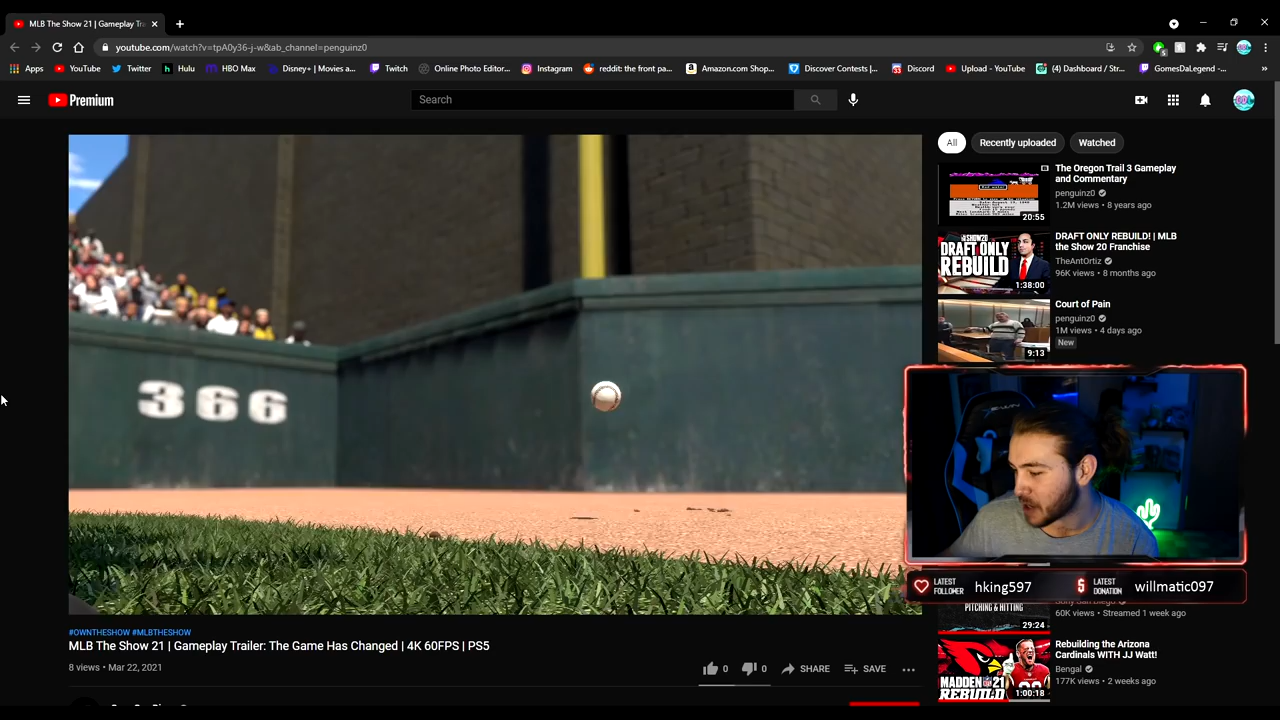 MLB The Show 21 | Gameplay Tra
youtube.com/watch?v=tpA0y36-j-w&ab_channel=penguinz0
Apps YouTube Twitter Hulu HBO Max Disney+ | Movies a... Twitch Online Photo Editor... Instagram reddit: the front pa... Amazon.com Shop... Discover Contests |... Discord Upload - YouTube (4) Dashboard / Str... GomesDaLegend -...
Premium
Search
All
Recently uploaded
Watched
The Oregon Trail 3 Gameplay
and Commentary
penguinz0
1.2M views • 8 years ago
20:55
THE SHOW20
DRAFT ONLY
REBUILD!
1:38:00
DRAFT ONLY REBUILD! | MLB
the Show 20 Franchise
TheAntOrtiz
96K views • 8 months ago
Court of Pain
penguinz0
1M views • 4 days ago
New
9:13
366
LATEST
FOLLOWER
hking597
LATEST
DONATION
willmatic097
PITCHING & HITTING
29:24
60K views • Streamed 1 week ago
MADDEN 21
REBUILD
1:00:18
Rebuilding the Arizona
Cardinals WITH JJ Watt!
Bengal
177K views • 2 weeks ago
#OWNTHESHOW #MLBTHESHOW
MLB The Show 21 | Gameplay Trailer: The Game Has Changed | 4K 60FPS | PS5
8 views • Mar 22, 2021
0
0
SHARE
SAVE